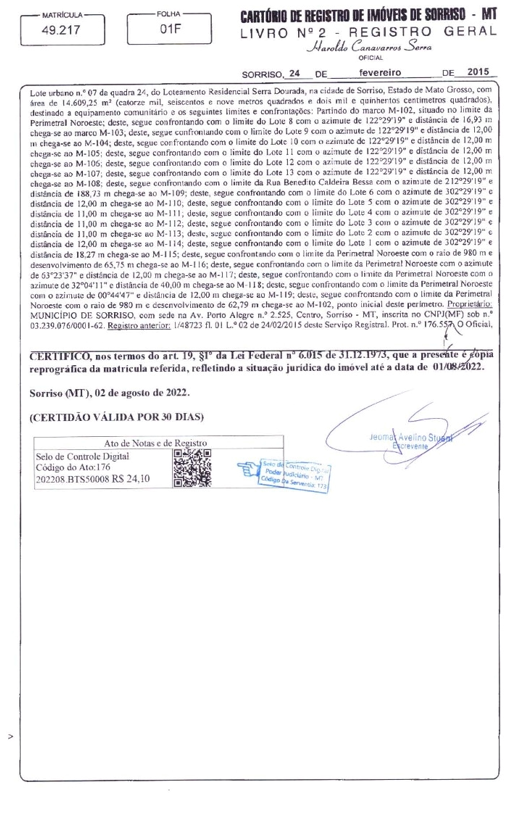 MATRÍCULA
49.217
FOLHA
01F
CARTÓRIO DE REGISTRO DE IMÓVEIS DE SORRISO - MT
LIVRO Nº 2 - REGISTRO GERAL
Haroldo Canavarros Serra
OFICIAL
SORRISO, 24 DE fevereiro DE 2015
Lote urbano n.º 07 de quadra 24, do Loteamento Residencial Serra Dourada, na cidade de Sorriso, Estado de Mato Grosso, com
área de 14.609,25 m² (catorze mil, seiscentos e nove metros quadrados e dois mil e quinhentos centímetros quadrados),
destinado a equipamento comunitário e os seguintes limites e confrontações: Partindo do marco M-102, situado no limite da
Perimetral Noroeste; deste, segue confrontando com o limite do Lote 8 com o azimute de 122°29'19" e distância de 16,93 m
chega-se ao marco M-103; deste, segue confrontando com o limite do Lote 9 com o azimute de 122°29'19" e distância de 12,00
m chega-se ao M-104; deste, segue confrontando com o limite do Lote 10 com o azimute de 122°29'19" e distância de 12,00 m
chega-se ao M-105; deste, segue confrontando com o limite do Lote 11 com o azimute de 122°29'19" e distância de 12,00 m
chega-se ao M-106; deste, segue confrontando com o limite do Lote 12 com o azimute de 122°29'19" e distância de 12,00 m
chega-se ao M-107; deste, segue confrontando com o limite do Lote 13 com o azimute de 122°29'19" e distância de 12,00 m
chega-se ao M-108; deste, segue confrontando com o limite da Rua Benedito Caldeira Bessa com o azimute de 212°29'19" e
distância de 188,73 m chega-se ao M-109; deste, segue confrontando com o limite do Lote 6 com o azimute de 302°29'19" e
distância de 12,00 m chega-se ao M-110; deste, segue confrontando com o limite do Lote 5 com o azimute de 302°29'19" e
distância de 11,00 m chega-se ao M-111; deste, segue confrontando com o limite do Lote 4 com o azimute de 302°29'19" e
distância de 11,00 m chega-se ao M-112; deste, segue confrontando com o limite do Lote 3 com o azimute de 302°29'19" e
distância de 11,00 m chega-se ao M-113; deste, segue confrontando com o limite do Lote 2 com o azimute de 302°29'19" e
distância de 12,00 m chega-se ao M-114; deste, segue confrontando com o limite do Lote 1 com o azimute de 302°29'19" e
distância de 18,27 m chega-se ao M-115; deste, segue confrontando com o limite da Perimetral Noroeste com o raio de 980 m e
desenvolvimento de 65,75 m chega-se ao M-116; deste, segue confrontando com o limite da Perimetral Noroeste com o azimute
de 63°23'37" e distância de 12,00 m chega-se ao M-117; deste, segue confrontando com o limite da Perimetral Noroeste com o
azimute de 32°04'11" e distância de 40,00 m chega-se ao M-118; deste, segue confrontando com o limite da Perimetral Noroeste
com o azimute de 00°44'47" e distância de 12,00 m chega-se ao M-119; deste, segue confrontando com o limite da Perimetral
Noroeste com o raio de 980 m e desenvolvimento de 62,79 m chega-se ao M-102, ponto inicial deste perímetro. Proprietário:
MUNICÍPIO DE SORRISO, com sede na Av. Porto Alegre n.º 2.525, Centro, Sorriso - MT, inscrita no CNPJ(MF) sob n.º
03.239.076/0001-62. Registro anterior: 1/48723 fl. 01 L.º 02 de 24/02/2015 deste Serviço Registral. Prot. n.º 176.557. O Oficial,
CERTIFICO, nos termos do art. 19, §1º da Lei Federal nº 6.015 de 31.12.1973, que a presente é cópia
reprográfica da matrícula referida, refletindo a situação jurídica do imóvel até a data de 01/08/2022.
Sorriso (MT), 02 de agosto de 2022.
(CERTIDÃO VÁLIDA POR 30 DIAS)
Jeomar Avelino Stuani
Escrevente
Ato de Notas e de Registro
Selo de Controle Digital
Código do Ato:176
202208.BTS50008 R$ 24,10
Selo de Controle Digital
Poder Judiciário - MT
Código Da Serventia: 173
>